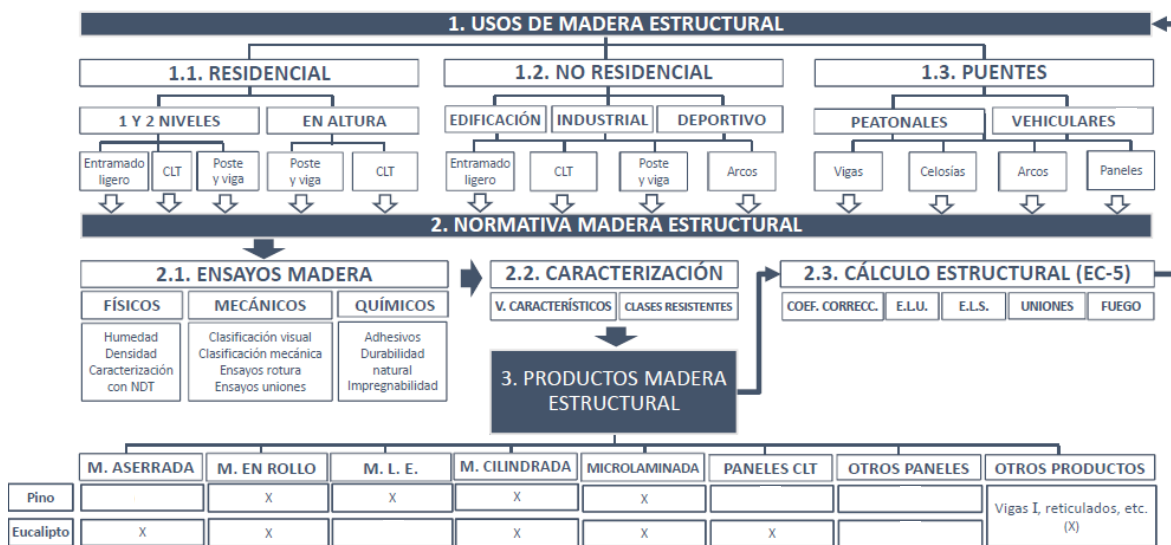 1. USOS DE MADERA ESTRUCTURAL
1.1. RESIDENCIAL
1.2. NO RESIDENCIAL
1.3. PUENTES
1 Y 2 NIVELES
EN ALTURA
EDIFICACIÓN
INDUSTRIAL
DEPORTIVO
PEATONALES
VEHICULARES
Entramado
ligero
CLT
Poste
y viga
Poste
y viga
CLT
Entramado
ligero
CLT
Poste
y viga
Arcos
Vigas
Celosías
Arcos
Paneles
2. NORMATIVA MADERA ESTRUCTURAL
2.1. ENSAYOS MADERA
2.2. CARACTERIZACIÓN
2.3. CÁLCULO ESTRUCTURAL (EC-5)
FÍSICOS
MECÁNICOS
QUÍMICOS
V. CARACTERÍSTICOS
CLASES RESISTENTES
COEF. CORRECC.
E.L.U.
E.L.S.
UNIONES
FUEGO
Humedad
Densidad
Caracterización
con NDT
Clasificación visual
Clasificación mecánica
Ensayos rotura
Ensayos uniones
Adhesivos
Durabilidad
natural
Impregnabilidad
3. PRODUCTOS MADERA
ESTRUCTURAL
M. ASERRADA
M. EN ROLLO
M. L. E.
M. CILINDRADA
MICROLAMINADA
PANELES CLT
OTROS PANELES
OTROS PRODUCTOS
Pino
X
X
X
X
Vigas I, reticulados, etc.
(X)
Eucalipto
X
X
X
X
X